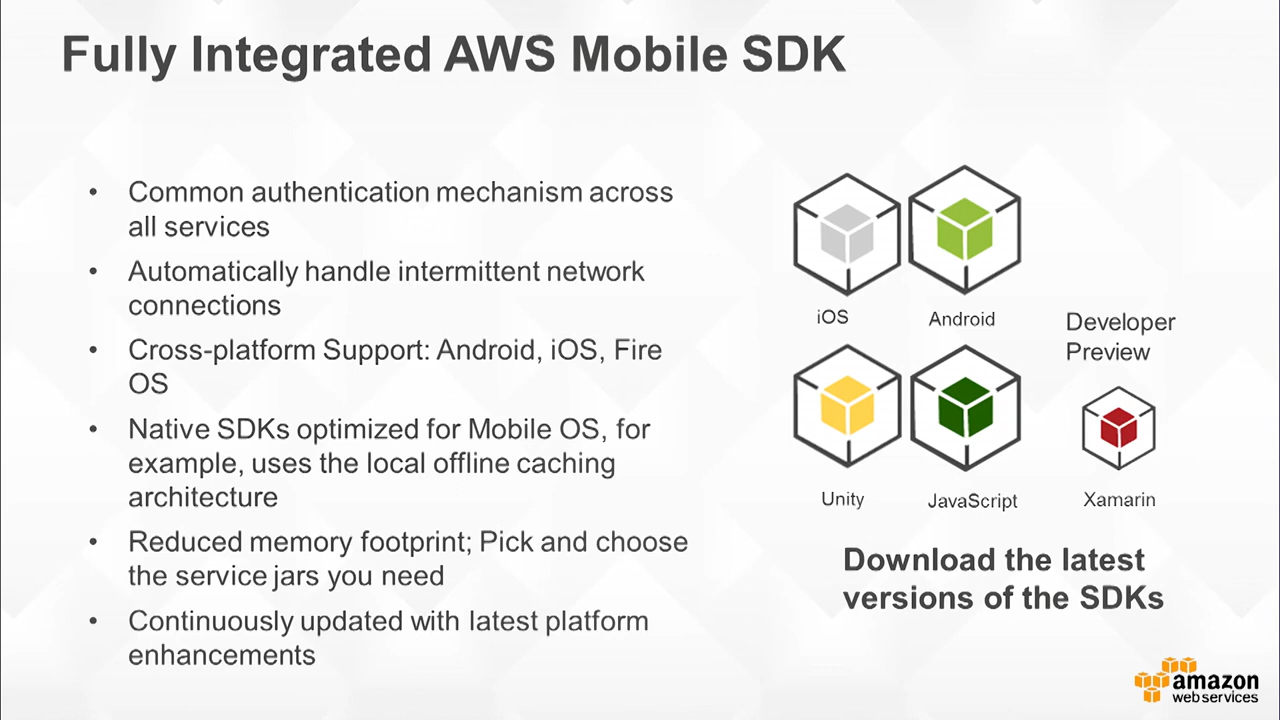 Fully Integrated AWS Mobile SDK
• Common authentication mechanism across
all services
• Automatically handle intermittent network
connections
• Cross-platform Support: Android, iOS, Fire
OS
• Native SDKs optimized for Mobile OS, for
example, uses the local offline caching
architecture
• Reduced memory footprint; Pick and choose
the service jars you need
• Continuously updated with latest platform
enhancements
iOS
Android
Developer
Preview
Unity
JavaScript
Xamarin
Download the latest
versions of the SDKs
amazon
web services